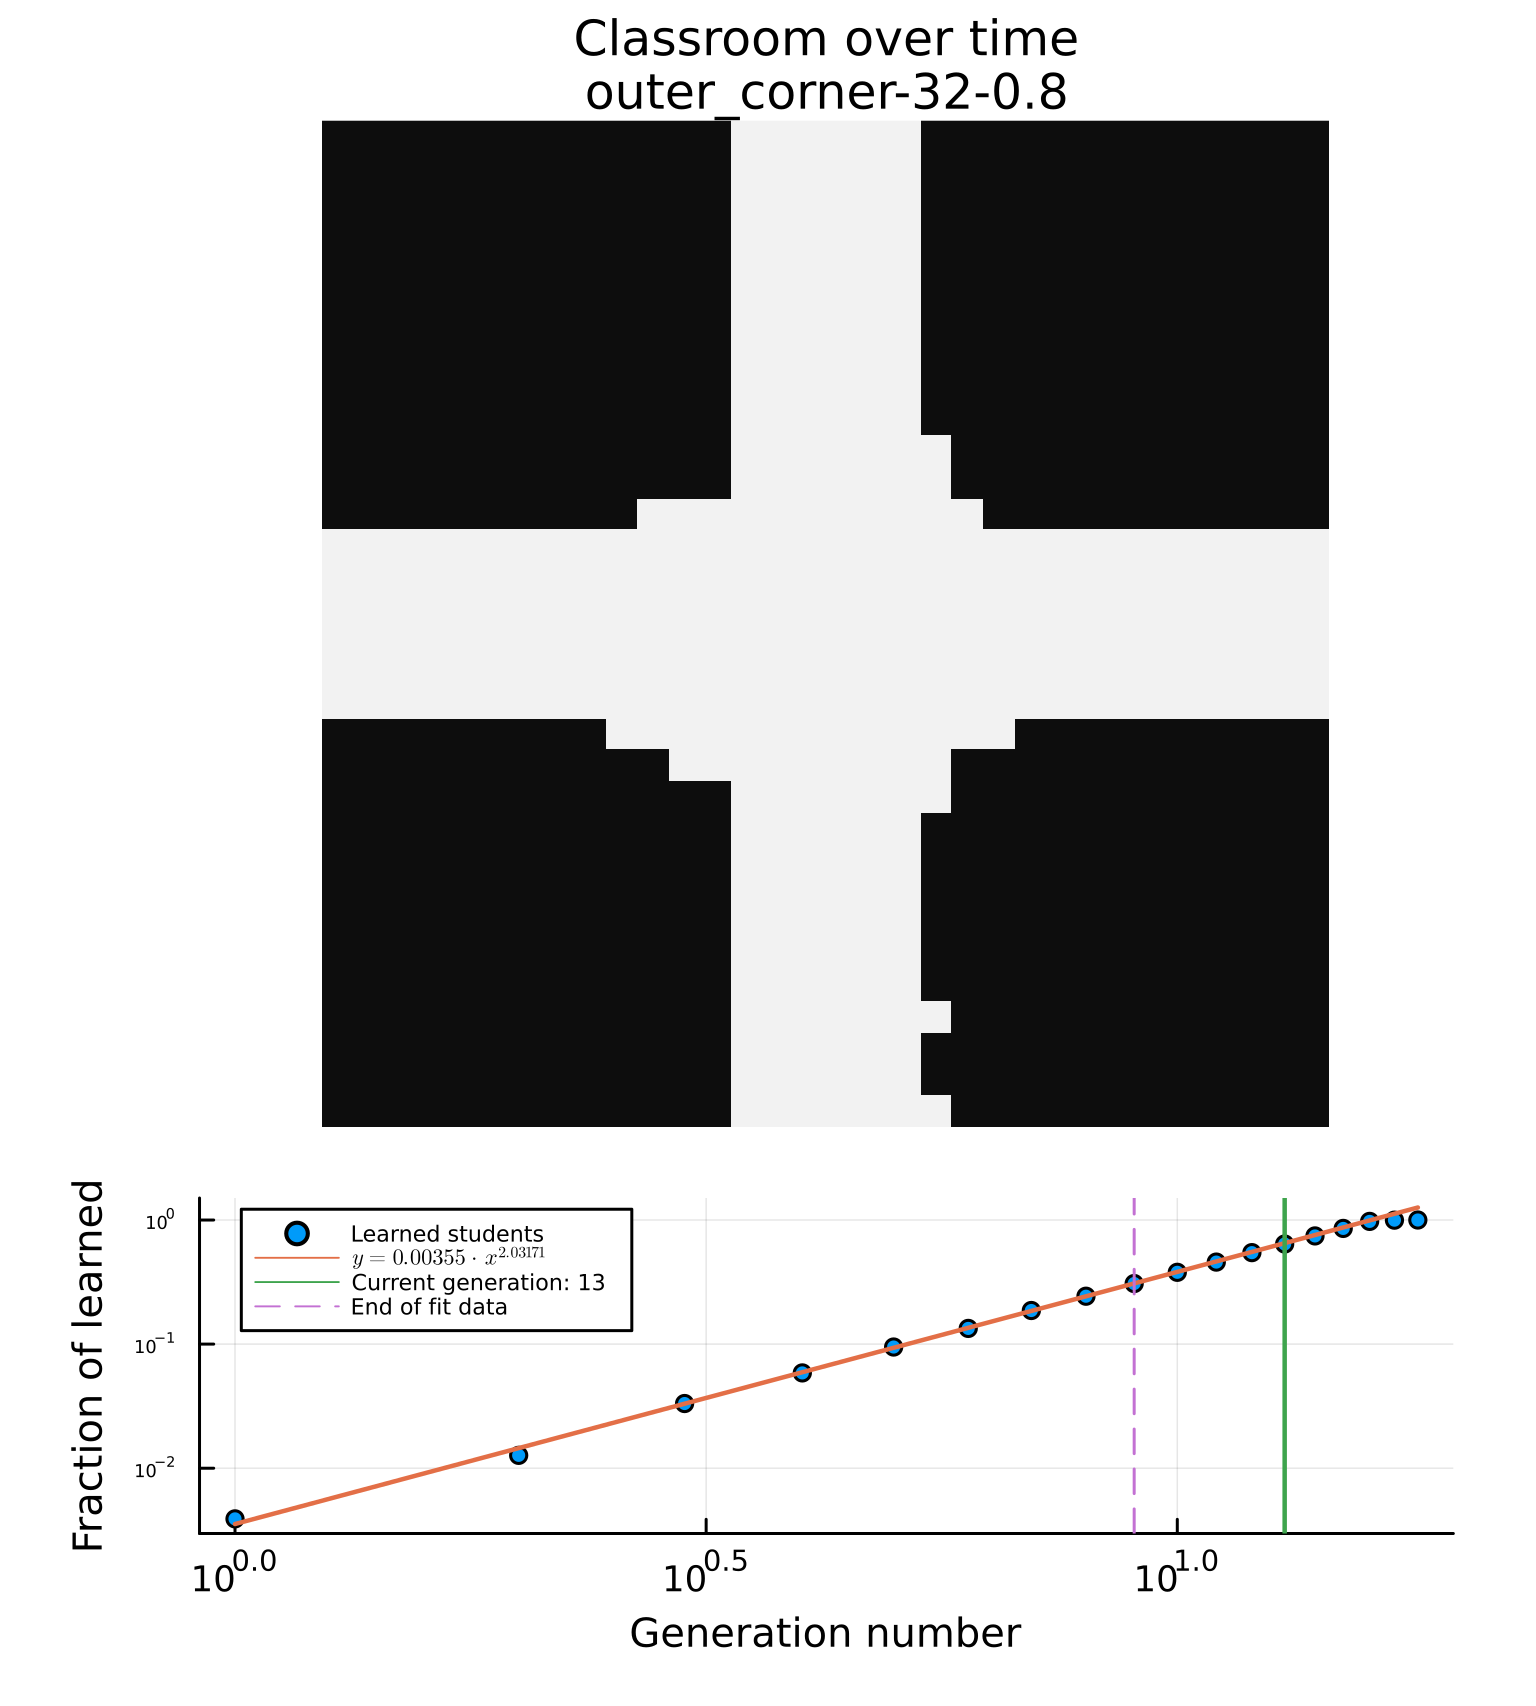 Classroom over time
outer_corner-32-0.8
Fraction of learned
10^0
10^-1
10^-2
Learned students
y = 0.00355 · x^2.03171
Current generation: 13
End of fit data
10^0.0
10^0.5
10^1.0
Generation number